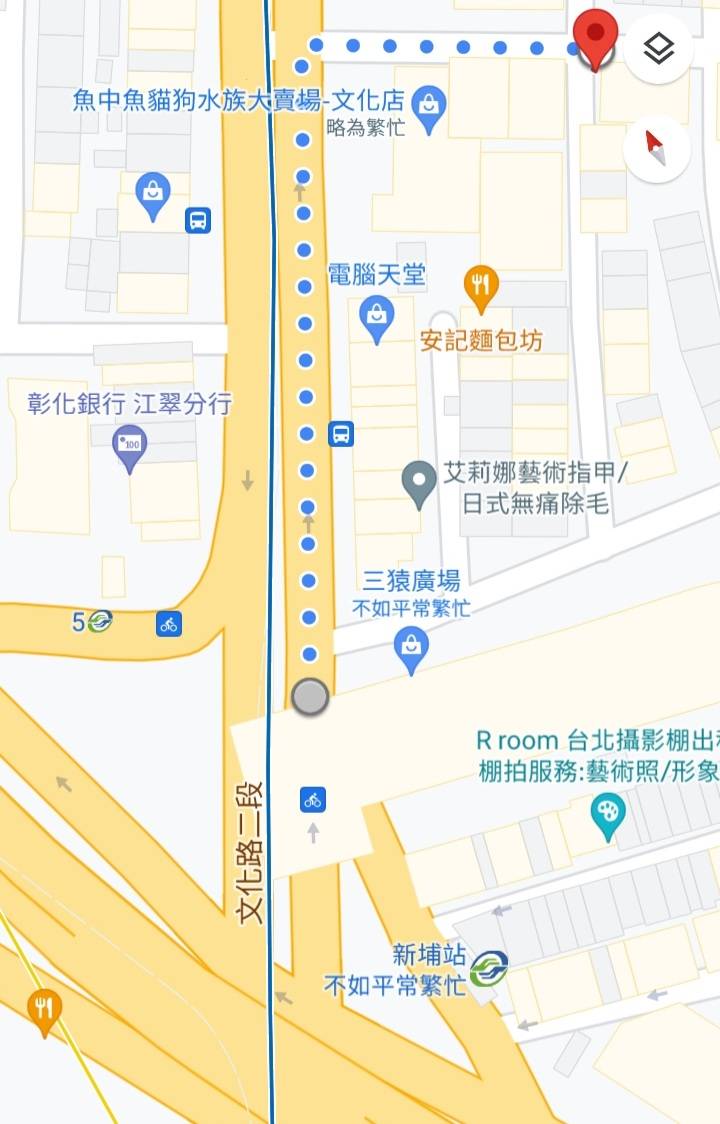 魚中魚貓狗水族大賣場-文化店
略為繁忙
電腦天堂
安記麵包坊
彰化銀行 江翠分行
100
艾莉娜藝術指甲/
日式無痛除毛
三猿廣場
不如平常繁忙
5
R room 台北攝影棚出
棚拍服務:藝術照/形象
文化路二段
新埔站
不如平常繁忙